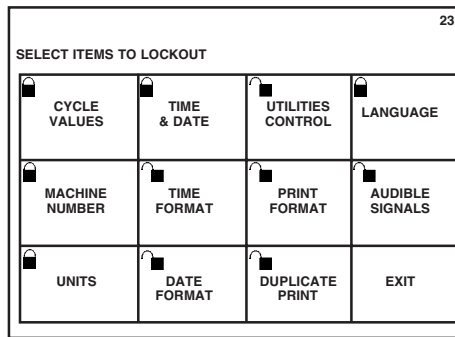 23
SELECT ITEMS TO LOCKOUT
CYCLE
VALUES
TIME
& DATE
UTILITIES
CONTROL
LANGUAGE
MACHINE
NUMBER
TIME
FORMAT
PRINT
FORMAT
AUDIBLE
SIGNALS
UNITS
DATE
FORMAT
DUPLICATE
PRINT
EXIT